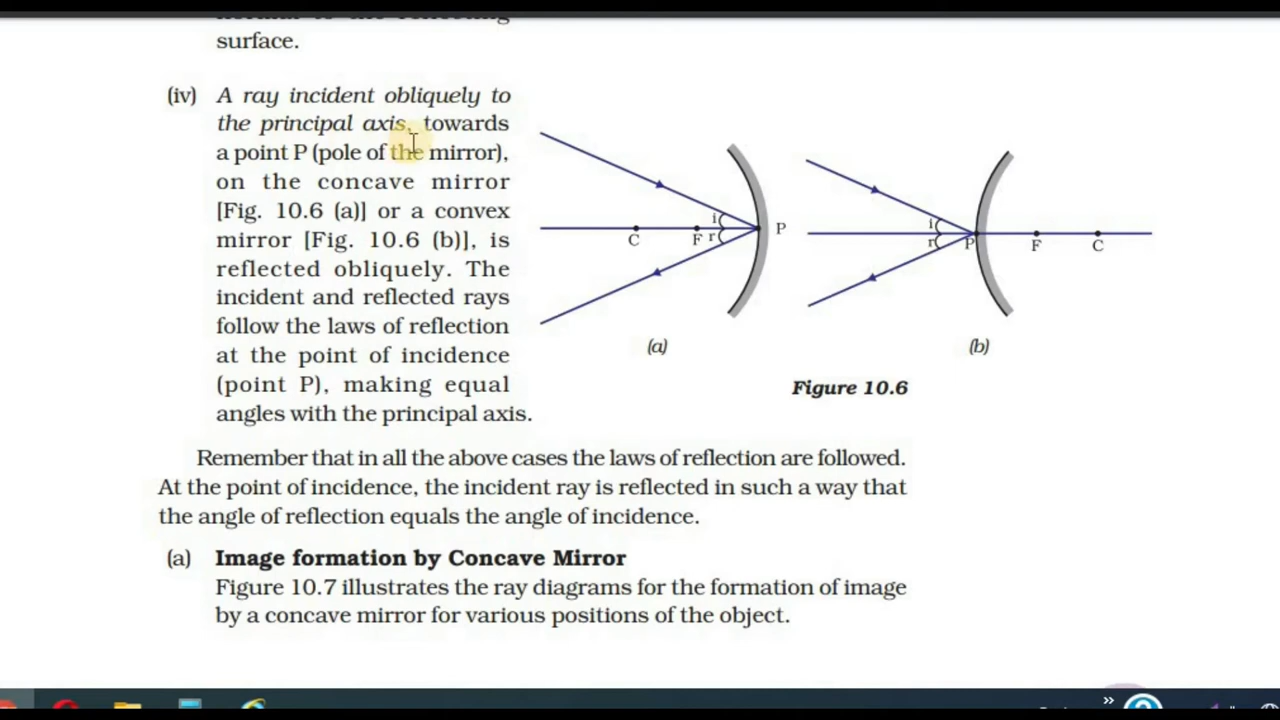 surface.
(iv) A ray incident obliquely to
the principal axis, towards
a point P (pole of the mirror),
on the concave mirror
[Fig. 10.6 (a)] or a convex
mirror [Fig. 10.6 (b)], is
reflected obliquely. The
incident and reflected rays
follow the laws of reflection
at the point of incidence
(point P), making equal
angles with the principal axis.
i
r
C
F
P
(a)
i
r
P
F
C
(b)
Figure 10.6
Remember that in all the above cases the laws of reflection are followed.
At the point of incidence, the incident ray is reflected in such a way that
the angle of reflection equals the angle of incidence.
(a) Image formation by Concave Mirror
Figure 10.7 illustrates the ray diagrams for the formation of image
by a concave mirror for various positions of the object.